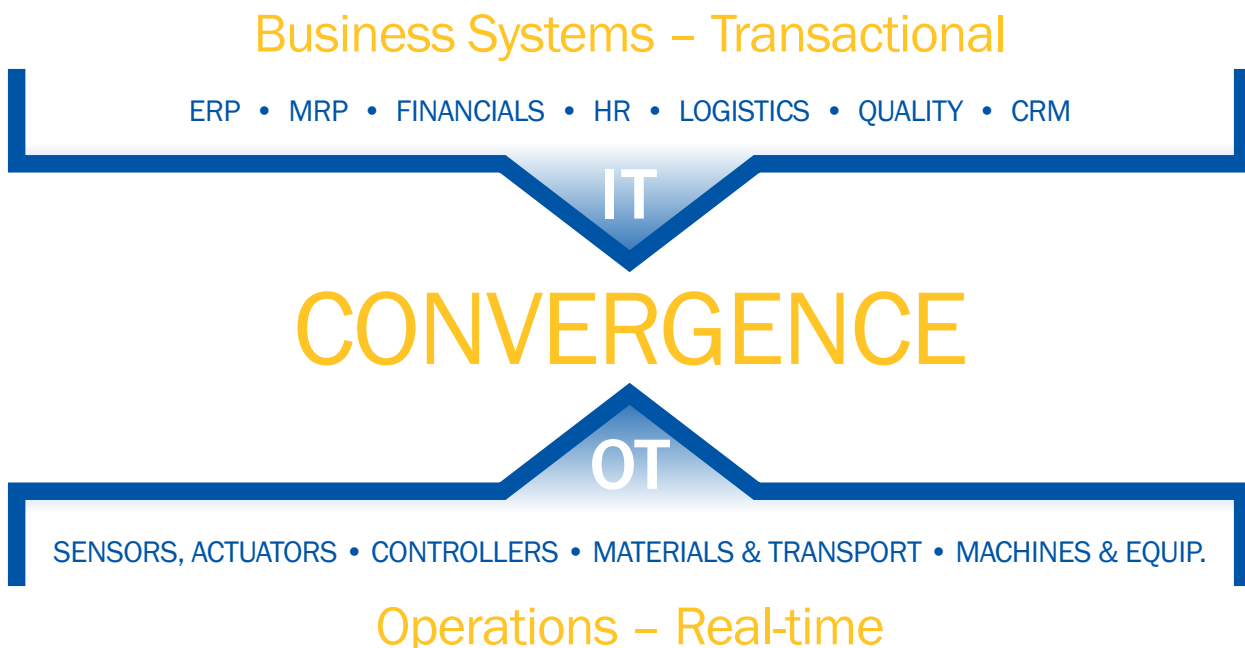 Business Systems – Transactional
ERP • MRP • FINANCIALS • HR • LOGISTICS • QUALITY • CRM
IT
CONVERGENCE
OT
SENSORS, ACTUATORS • CONTROLLERS • MATERIALS & TRANSPORT • MACHINES & EQUIP.
Operations – Real-time